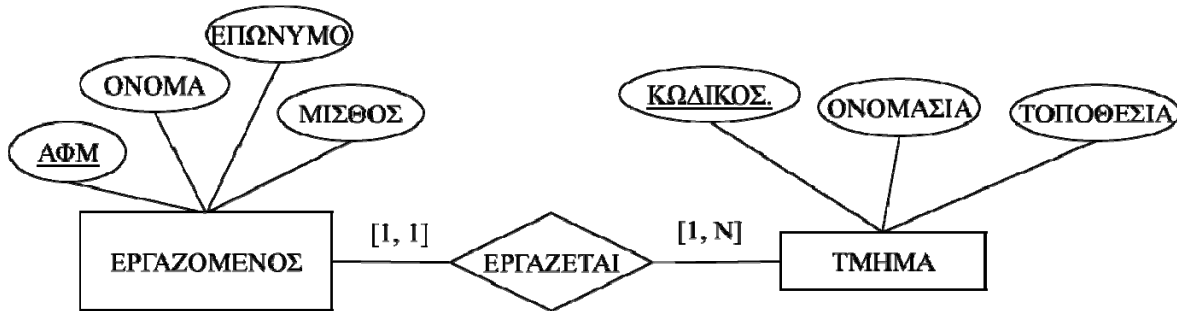 ΕΠΩΝΥΜΟ
ΟΝΟΜΑ
ΜΙΣΘΟΣ
ΑΦΜ
ΚΩΔΙΚΟΣ.
ΟΝΟΜΑΣΙΑ
ΤΟΠΟΘΕΣΙΑ
ΕΡΓΑΖΟΜΕΝΟΣ
[1, 1]
ΕΡΓΑΖΕΤΑΙ
[1, N]
ΤΜΗΜΑ